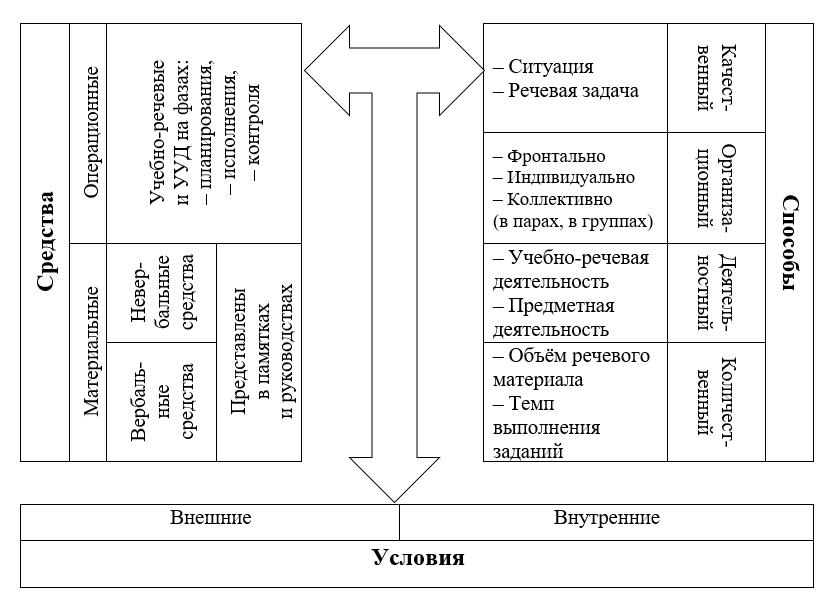 Средства
Операционные
Учебно-речевые
и УУД на фазах:
– планирования,
– исполнения,
– контроля
Материальные
Невер-
бальные
средства
Вербаль-
ные
средства
Представлены
в памятках
и руководствах
– Ситуация
– Речевая задача
Качест-
венный
– Фронтально
– Индивидуально
– Коллективно
(в парах, в группах)
Организа-
ционный
– Учебно-речевая
деятельность
– Предметная
деятельность
Деятель-
ностный
– Объём речевого
материала
– Темп
выполнения
заданий
Количест-
венный
Способы
Внешние
Внутренние
Условия